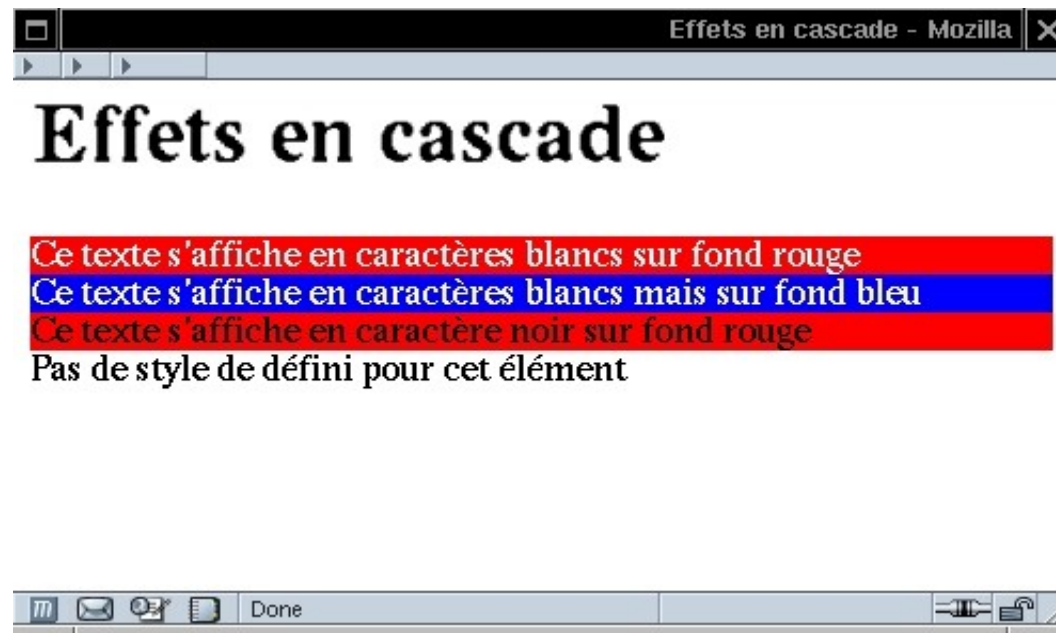 Effets en cascade - Mozilla
Effets en cascade
Ce texte s'affiche en caractères blancs sur fond rouge
Ce texte s'affiche en caractères blancs mais sur fond bleu
Ce texte s'affiche en caractère noir sur fond rouge
Pas de style de défini pour cet élément
Done